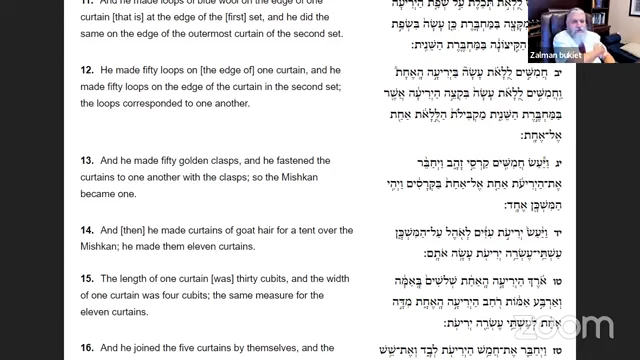 11. And he made loops of blue wool on the edge of one
curtain [that is] at the edge of the [first] set, and he did the
same on the edge of the outermost curtain of the second set.
12. He made fifty loops on [the edge of] one curtain, and he
made fifty loops on the edge of the curtain in the second set;
the loops corresponded to one another.
13. And he made fifty golden clasps, and he fastened the
curtains to one another with the clasps; so the Mishkan
became one.
14. And [then] he made curtains of goat hair for a tent over the
Mishkan; he made them eleven curtains.
15. The length of one curtain [was] thirty cubits, and the width
of one curtain was four cubits; the same measure for the
eleven curtains.
16. And he joined the five curtains by themselves, and the
לֻֽלְאֹ֣ת תְּכֵ֗לֶת עַ֣ל שְׂפַ֤ת הַיְרִיעָה֙
מִקָּצָ֖ה בַּמַּחְבָּ֑רֶת כֵּ֤ן עָשָׂה֙ בִּשְׂפַ֣ת
הַקִּ֣יצוֹנָ֔ה בַּמַּחְבֶּ֖רֶת הַשֵּׁנִֽית:
יב חֲמִשִּׁ֣ים לֻֽלָאֹ֗ת עָשָׂה֮ בַּיְרִיעָ֣ה הָאֶחָת֒
וַֽחֲמִשִּׁ֣ים לֻֽלָאֹ֗ת עָשָׂה֙ בִּקְצֵ֣ה הַיְרִיעָ֔ה אֲשֶׁ֖ר
בַּמַּחְבֶּ֣רֶת הַשֵּׁנִ֑ית מַקְבִּילֹת֙ הַלֻּ֣לָאֹ֔ת אַחַ֖ת
אֶל־אֶחָֽת:
יג וַיַּ֕עַשׂ חֲמִשִּׁ֖ים קַרְסֵ֣י זָהָ֑ב וַיְחַבֵּ֨ר
אֶת־הַיְרִיעֹ֜ת אַחַ֤ת אֶל־אַחַת֙ בַּקְּרָסִ֔ים וַיְהִ֥י
הַמִּשְׁכָּ֖ן אֶחָֽד:
יד וַיַּ֨עַשׂ֙ יְרִיעֹ֣ת עִזִּ֔ים לְאֹ֖הֶל עַל־הַמִּשְׁכָּ֑ן
עַשְׁתֵּֽי־עֶשְׂרֵ֥ה יְרִיעֹ֖ת עָשָׂ֥ה אֹתָֽם:
טו אֹ֜רֶךְ הַיְרִיעָ֣ה הָֽאַחַ֗ת שְׁלשִׁים֙ בָּֽאַמָּ֔ה
וְאַרְבַּ֣ע אַמּ֔וֹת רֹ֖חַב הַיְרִיעָ֣ה הָֽאֶחָ֑ת מִדָּ֣ה
אַחַ֔ת לְעַשְׁתֵּ֥י עֶשְׂרֵ֖ה יְרִיעֹֽת:
טז וַיְחַבֵּ֛ר אֶת־חֲמֵ֥שׁ הַיְרִיעֹ֖ת לְבָ֑ד וְאֶת־שֵׁ֥שׁ
Zalman bukiet
zoom